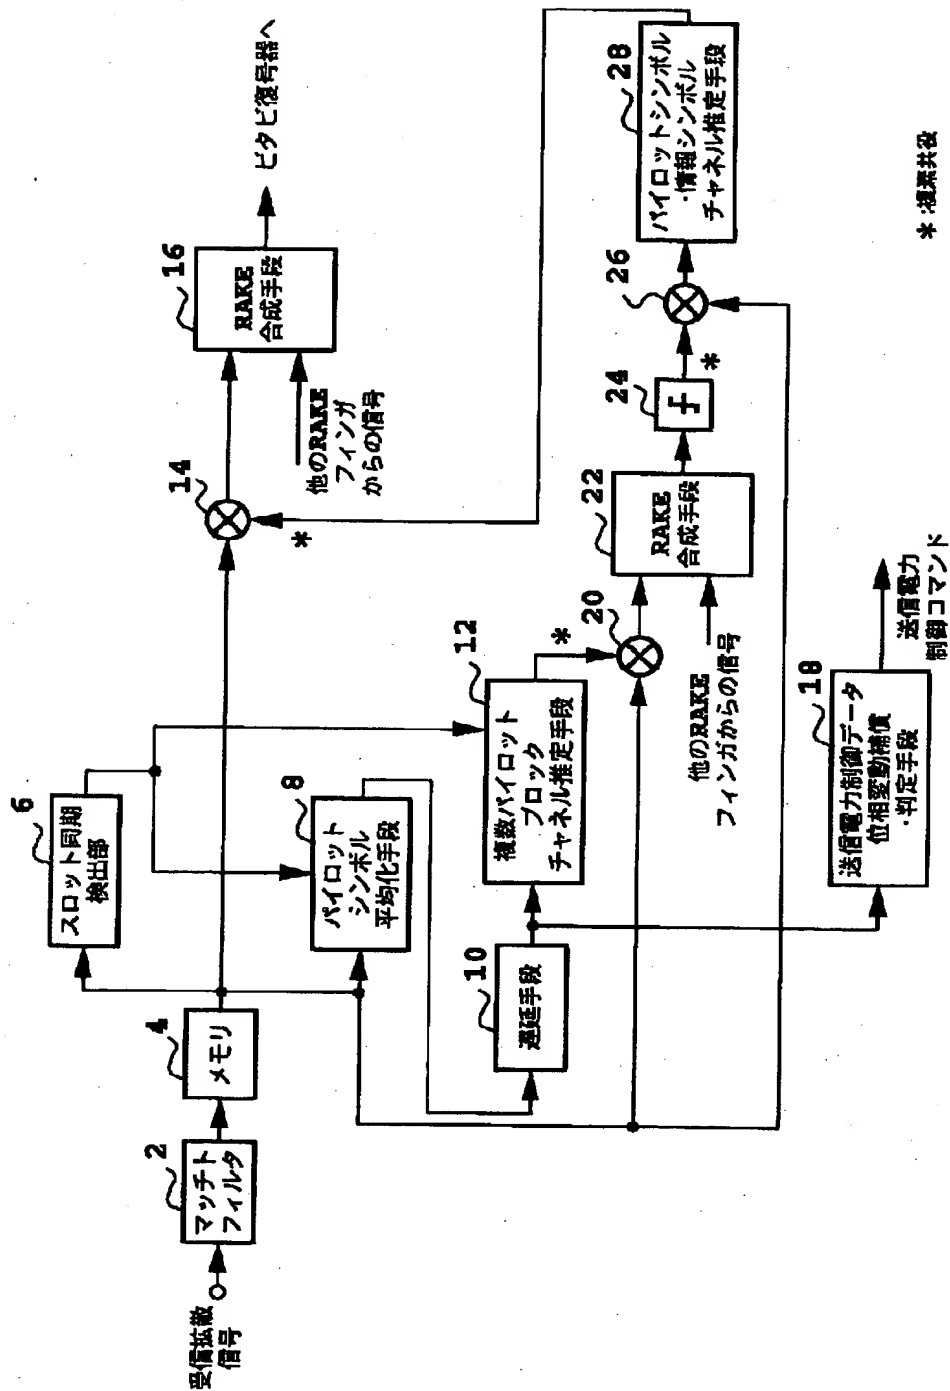 受信拡散
信号
2
マッチト
フィルタ
4
メモリ
6
スロット同期
検出部
8
パイロット
シンボル
平均化手段
10
遅延手段
12
複数パイロット
ブロック
チャネル推定手段
*
14
*
他のRAKE
フィンガ
からの信号
16
RAKE
合成手段
ビタビ復号器へ
18
送信電力制御データ
位相変動補償
・判定手段
送信電力
制御コマンド
20
他のRAKE
フィンガからの信号
22
RAKE
合成手段
24
*
26
28
パイロットシンボル
・情報シンボル
チャネル推定手段
* :複素共役